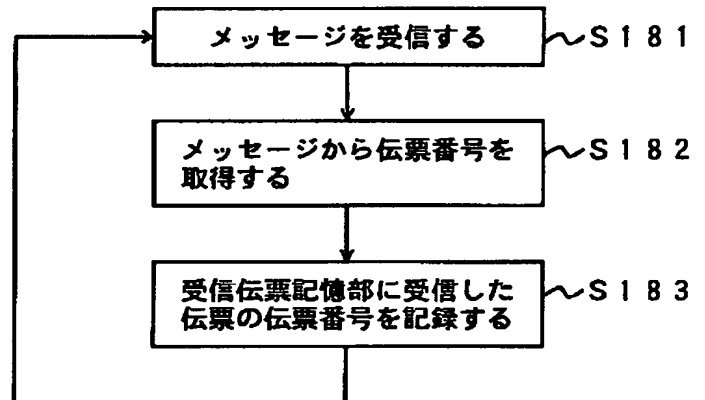 メッセージを受信する
S181
メッセージから伝票番号を
取得する
S182
受信伝票記憶部に受信した
伝票の伝票番号を記録する
S183